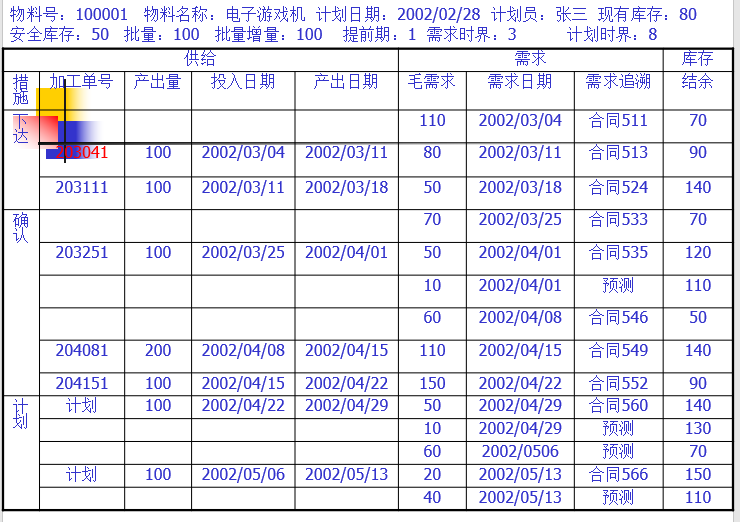 物料号：100001 物料名称：电子游戏机 计划日期：2002/02/28 计划员：张三 现有库存：80
安全库存：50 批量：100 批量增量：100 提前期：1 需求时界：3 计划时界：8
供给 需求 库存
措施 加工单号 产出量 投入日期 产出日期 毛需求 需求日期 需求追溯 结余
下达 110 2002/03/04 合同511 70
203041 100 2002/03/04 2002/03/11 80 2002/03/11 合同513 90
203111 100 2002/03/11 2002/03/18 50 2002/03/18 合同524 140
确认 70 2002/03/25 合同533 70
203251 100 2002/03/25 2002/04/01 50 2002/04/01 合同535 120
10 2002/04/01 预测 110
60 2002/04/08 合同546 50
204081 200 2002/04/08 2002/04/15 110 2002/04/15 合同549 140
204151 100 2002/04/15 2002/04/22 150 2002/04/22 合同552 90
计划 计划 100 2002/04/22 2002/04/29 50 2002/04/29 合同560 140
10 2002/04/29 预测 130
60 2002/0506 预测 70
计划 100 2002/05/06 2002/05/13 20 2002/05/13 合同566 150
40 2002/05/13 预测 110